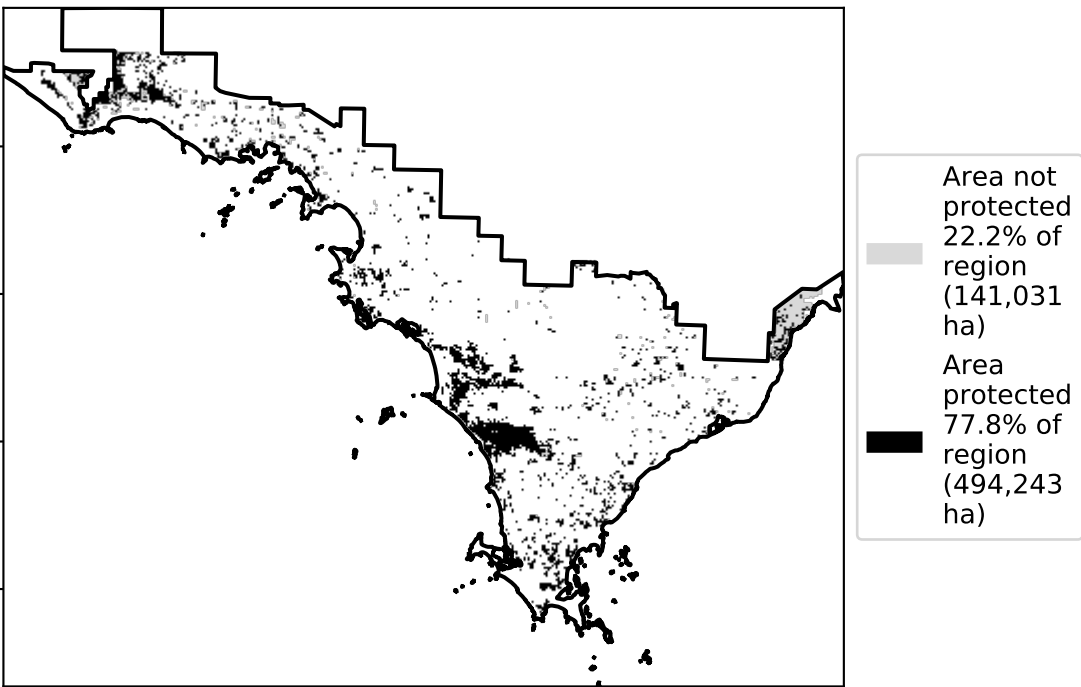 Area not
protected
22.2% of
region
(141,031
ha)
Area
protected
77.8% of
region
(494,243
ha)